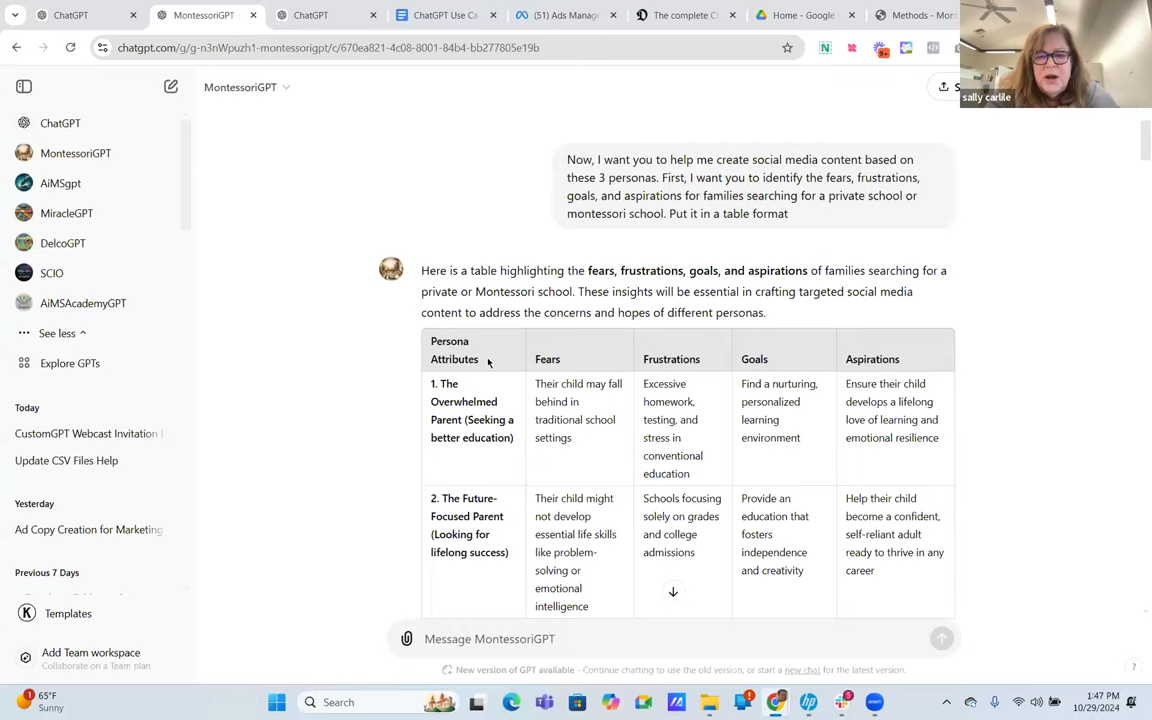 ChatGPT
MontessoriGPT
ChatGPT
ChatGPT Use Ca
(51) Ads Manage
The complete C
Home - Google
Methods - Mont
chatgpt.com/g/g-n3nWpuzh1-montessorigpt/c/670ea821-4c08-8001-84b4-bb277805e19b
9+
sally carlile
MontessoriGPT
S
ChatGPT
MontessoriGPT
AiMSgpt
MiracleGPT
DelcoGPT
SCIO
AiMSAcademyGPT
See less
Explore GPTs
Today
CustomGPT Webcast Invitation
Update CSV Files Help
Yesterday
Ad Copy Creation for Marketing
Previous 7 Days
K Templates
Add Team workspace
Collaborate on a Team plan
Now, I want you to help me create social media content based on
these 3 personas. First, I want you to identify the fears, frustrations,
goals, and aspirations for families searching for a private school or
montessori school. Put it in a table format
Here is a table highlighting the fears, frustrations, goals, and aspirations of families searching for a
private or Montessori school. These insights will be essential in crafting targeted social media
content to address the concerns and hopes of different personas.
Persona
Attributes
Fears
Frustrations
Goals
Aspirations
1. The
Overwhelmed
Parent (Seeking a
better education)
Their child may fall
behind in
traditional school
settings
Excessive
homework,
testing, and
stress in
conventional
education
Find a nurturing,
personalized
learning
environment
Ensure their child
develops a lifelong
love of learning and
emotional resilience
2. The Future-
Focused Parent
(Looking for
lifelong success)
Their child might
not develop
essential life skills
like problem-
solving or
emotional
intelligence
Schools focusing
solely on grades
and college
admissions
Provide an
education that
fosters
independence
and creativity
Help their child
become a confident,
self-reliant adult
ready to thrive in any
career
Message MontessoriGPT
New version of GPT available - Continue chatting to use the old version, or start a new chat for the latest version.
?
1
65°F
Sunny
Search
1:47 PM
10/29/2024